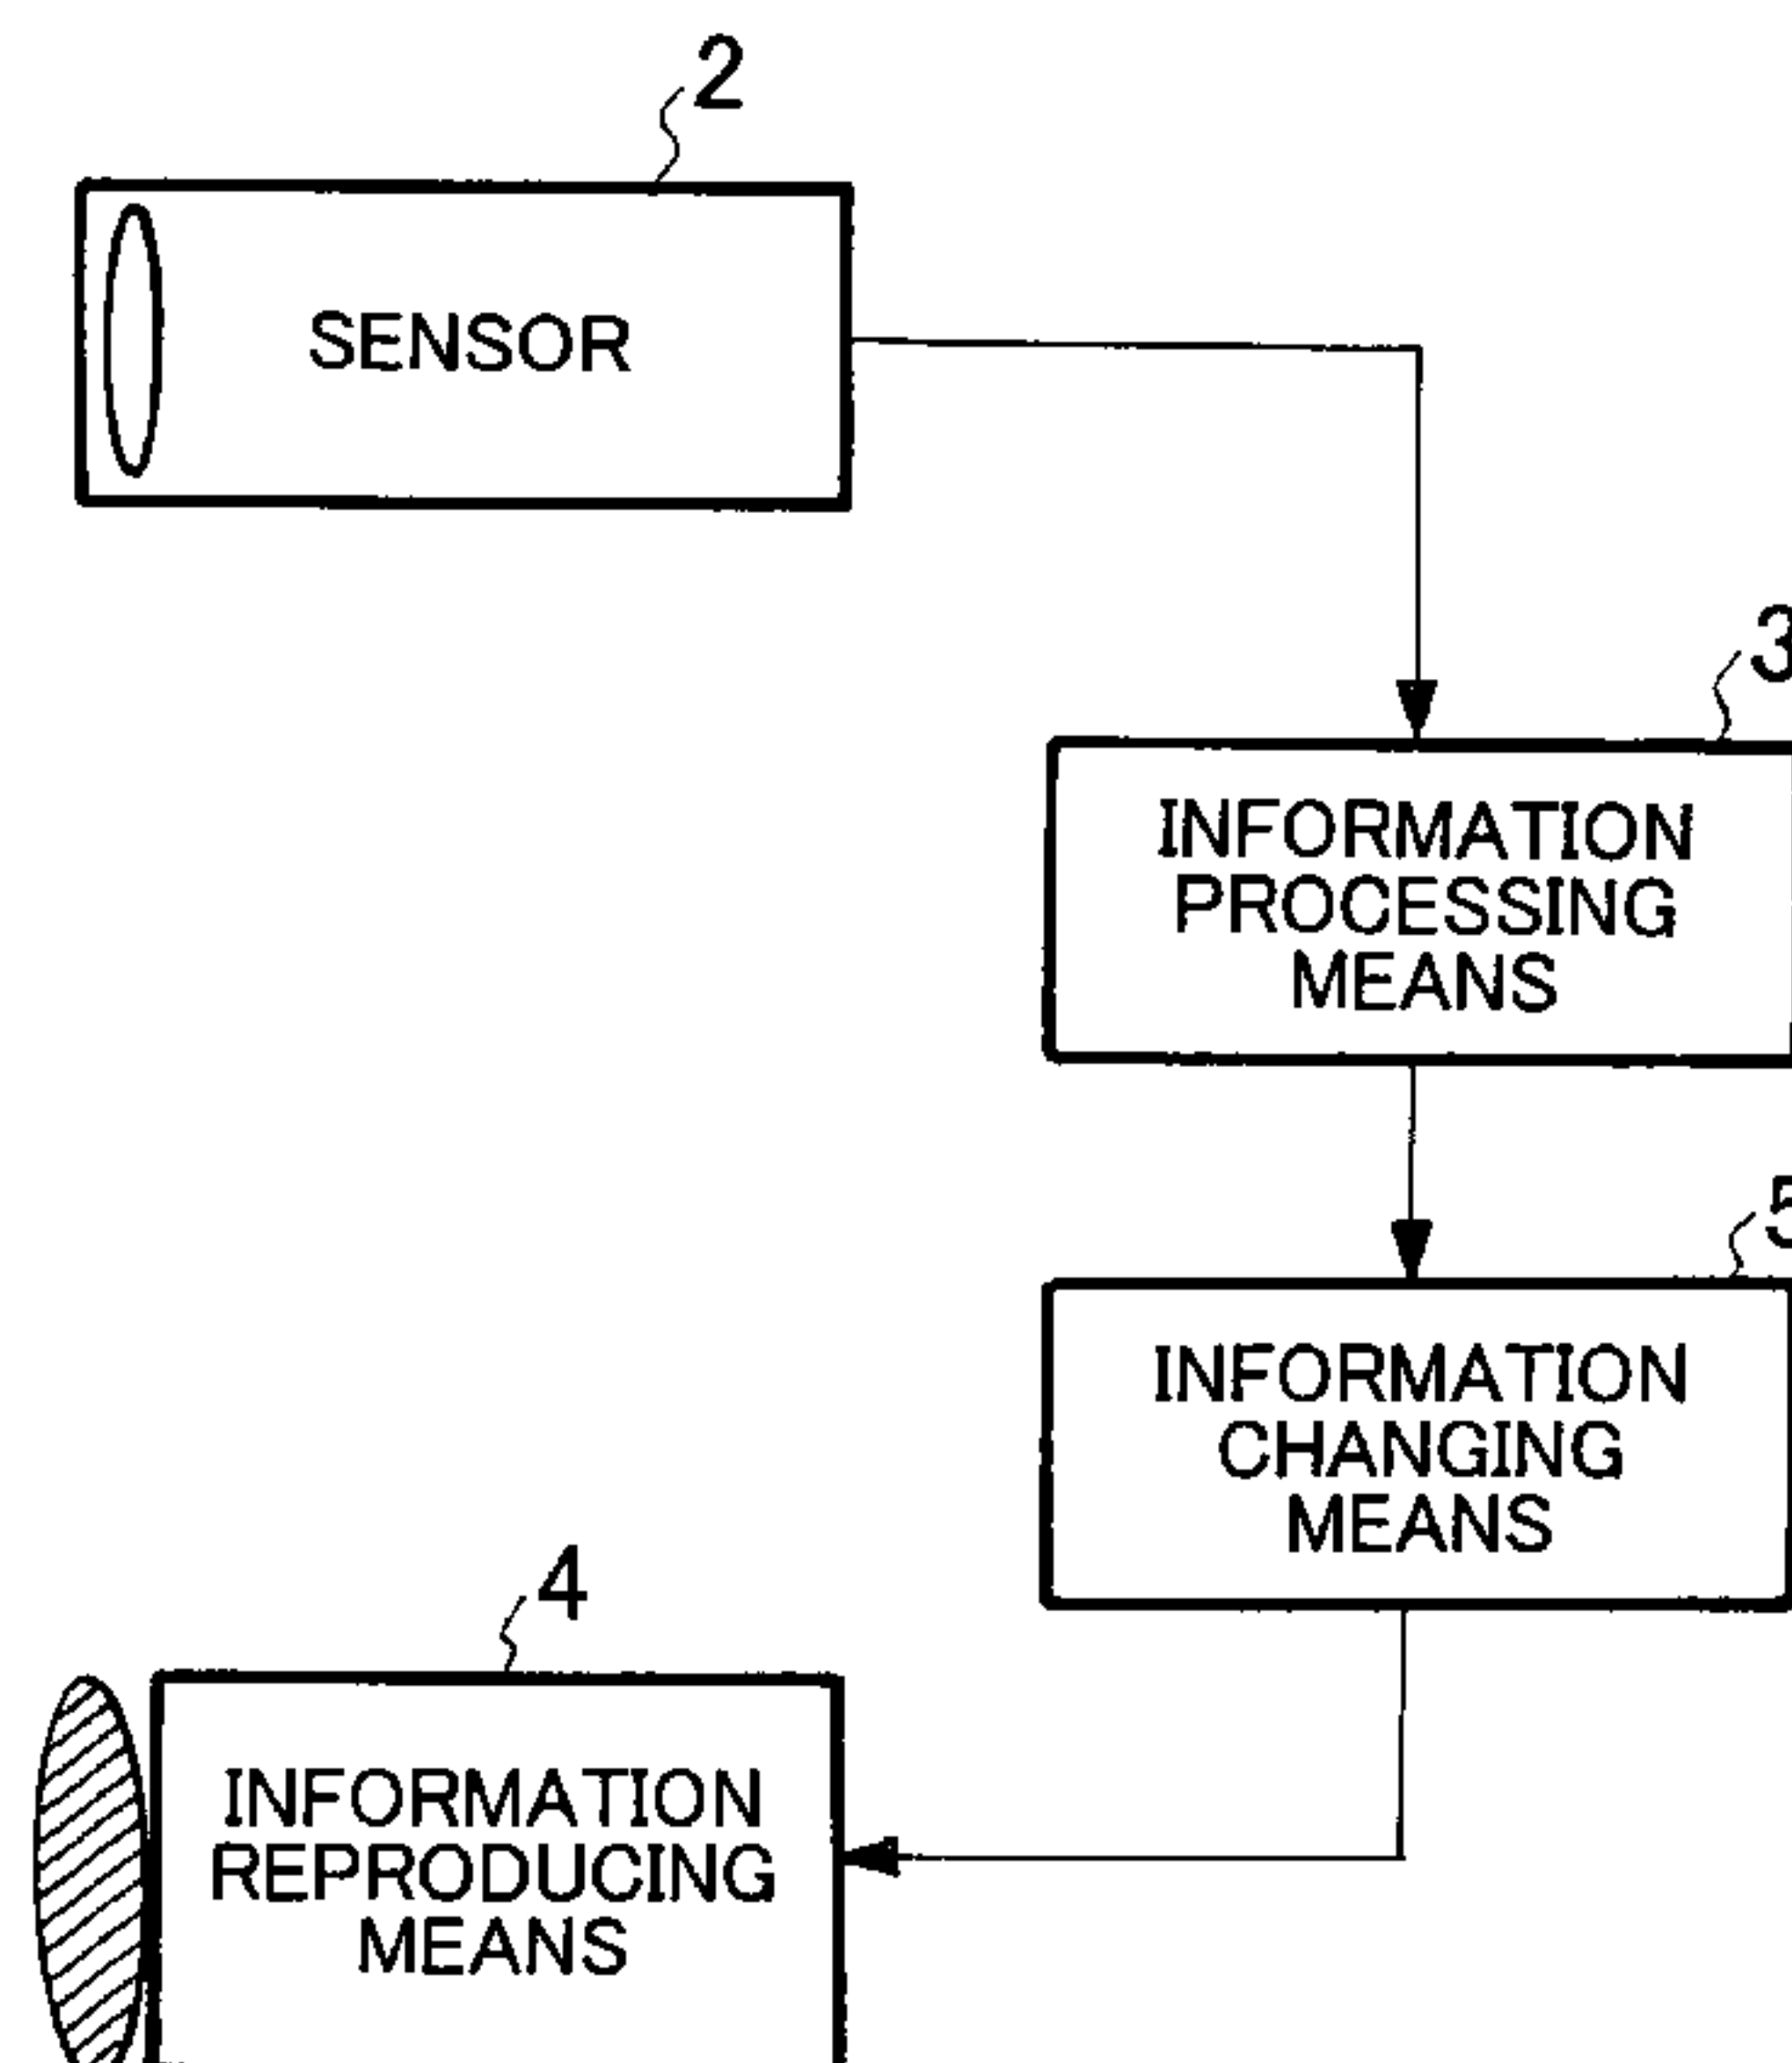 2
SENSOR
3
INFORMATION
PROCESSING
MEANS
5
INFORMATION
CHANGING
MEANS
4
INFORMATION
REPRODUCING
MEANS